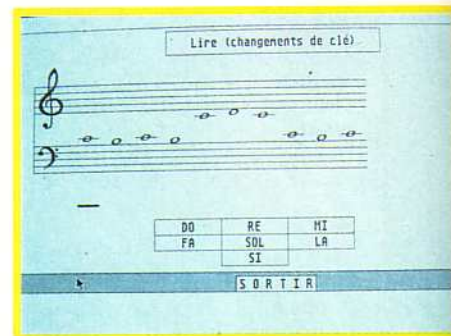 Lire (changements de clé)
DO RE MI
FA SOL LA
SI
SORTIR